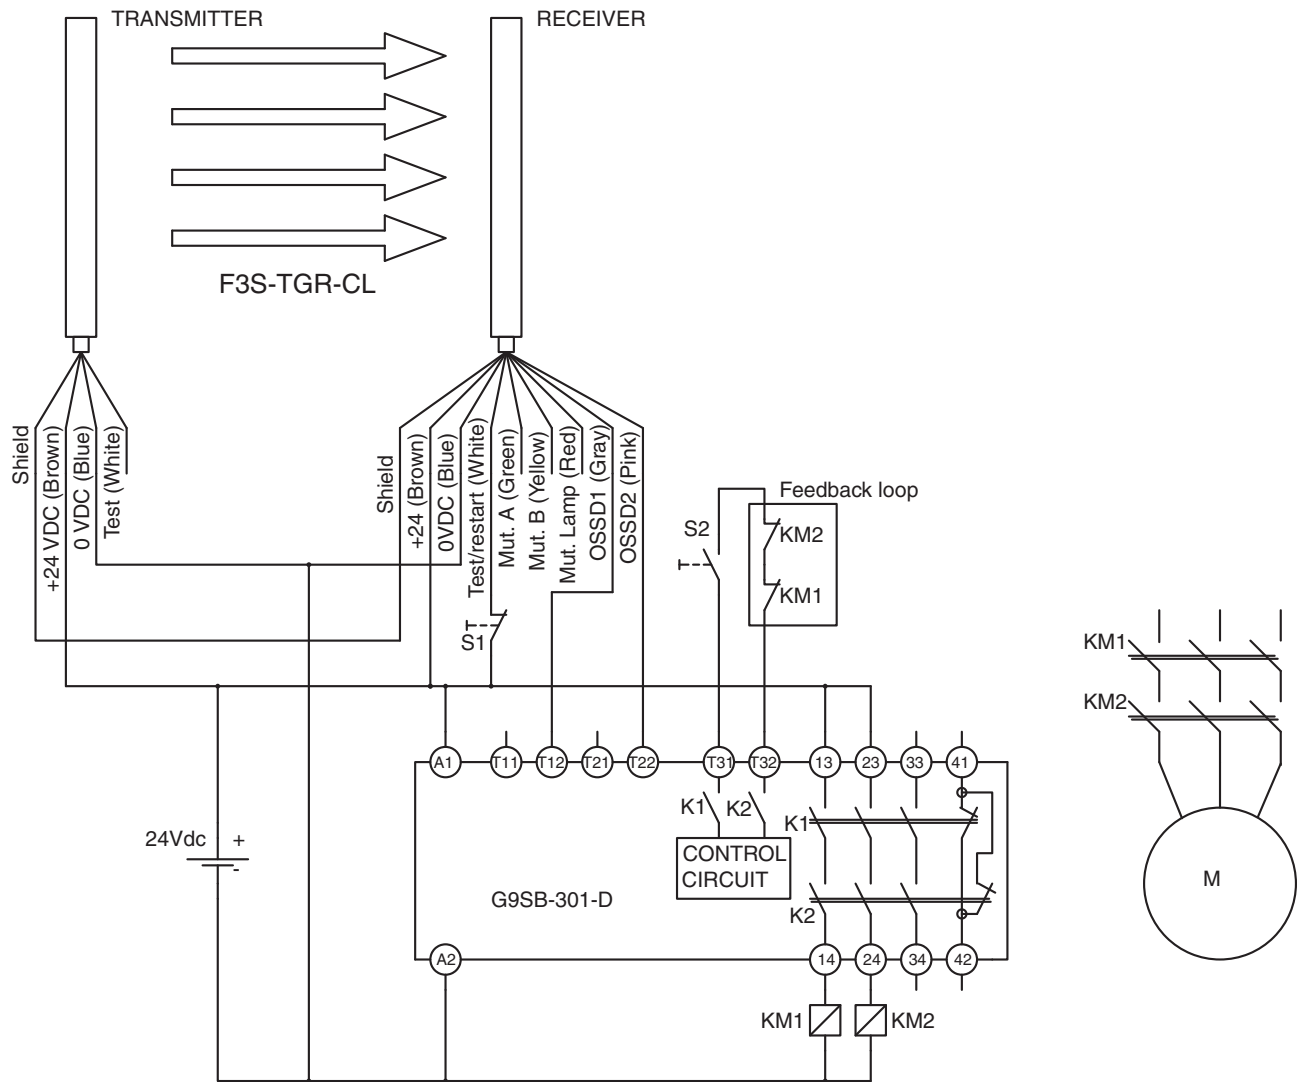 TRANSMITTER
RECEIVER
F3S-TGR-CL
Shield
+24 VDC (Brown)
0 VDC (Blue)
Test (White)
Shield
+24 (Brown)
0VDC (Blue)
Test/restart (White)
Mut. A (Green)
Mut. B (Yellow)
Mut. Lamp (Red)
OSSD1 (Gray)
OSSD2 (Pink)
Feedback loop
S2
KM2
KM1
S1
KM1
KM2
A1
T11
T12
T21
T22
T31
T32
13
23
33
41
K1
K2
K1
24Vdc
+
-
CONTROL
CIRCUIT
G9SB-301-D
K2
M
A2
14
24
34
42
KM1
KM2